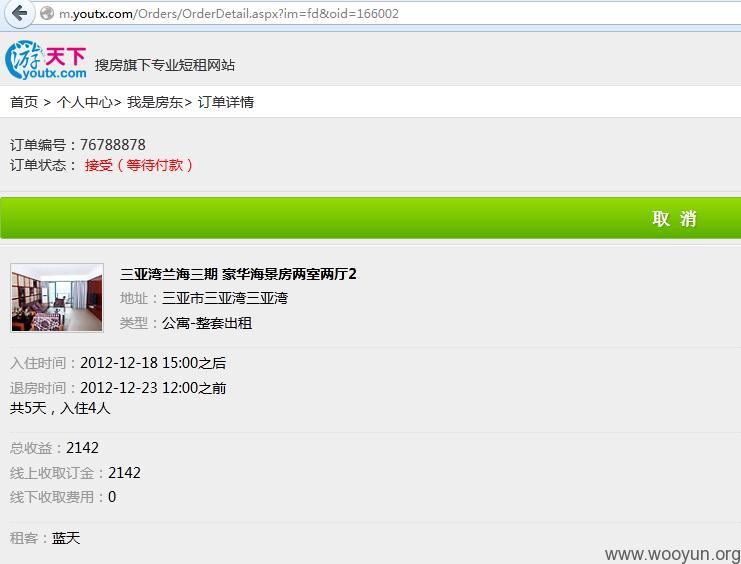 m.youtx.com/Orders/OrderDetail.aspx?im=fd&oid=166002
游天下
youtx.com
搜房旗下专业短租网站
首页 > 个人中心> 我是房东> 订单详情
订单编号：76788878
订单状态： 接受（等待付款）
取 消
三亚湾兰海三期 豪华海景房两室两厅2
地址：三亚市三亚湾三亚湾
类型：公寓-整套出租
入住时间：2012-12-18 15:00之后
退房时间：2012-12-23 12:00之前
共5天，入住4人
总收益：2142
线上收取订金：2142
线下收取费用：0
租客：蓝天
www.wooyun.org